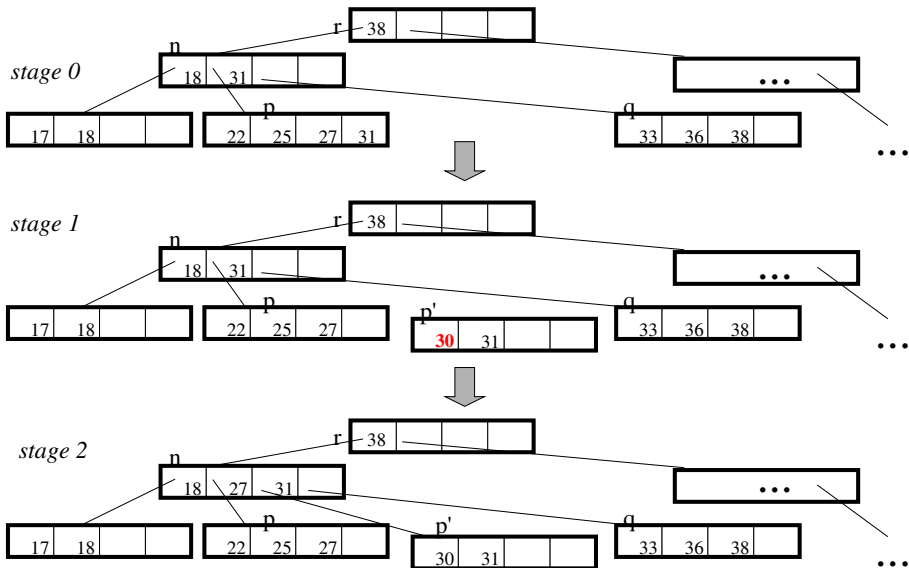 r 38
n
stage 0
18 31 ...
p q
17 18 22 25 27 31 33 36 38
...
r 38
stage 1
n
18 31 ...
p p' q
17 18 22 25 27 30 31 33 36 38
...
r 38
stage 2
n
18 27 31 ...
p p' q
17 18 22 25 27 30 31 33 36 38
...